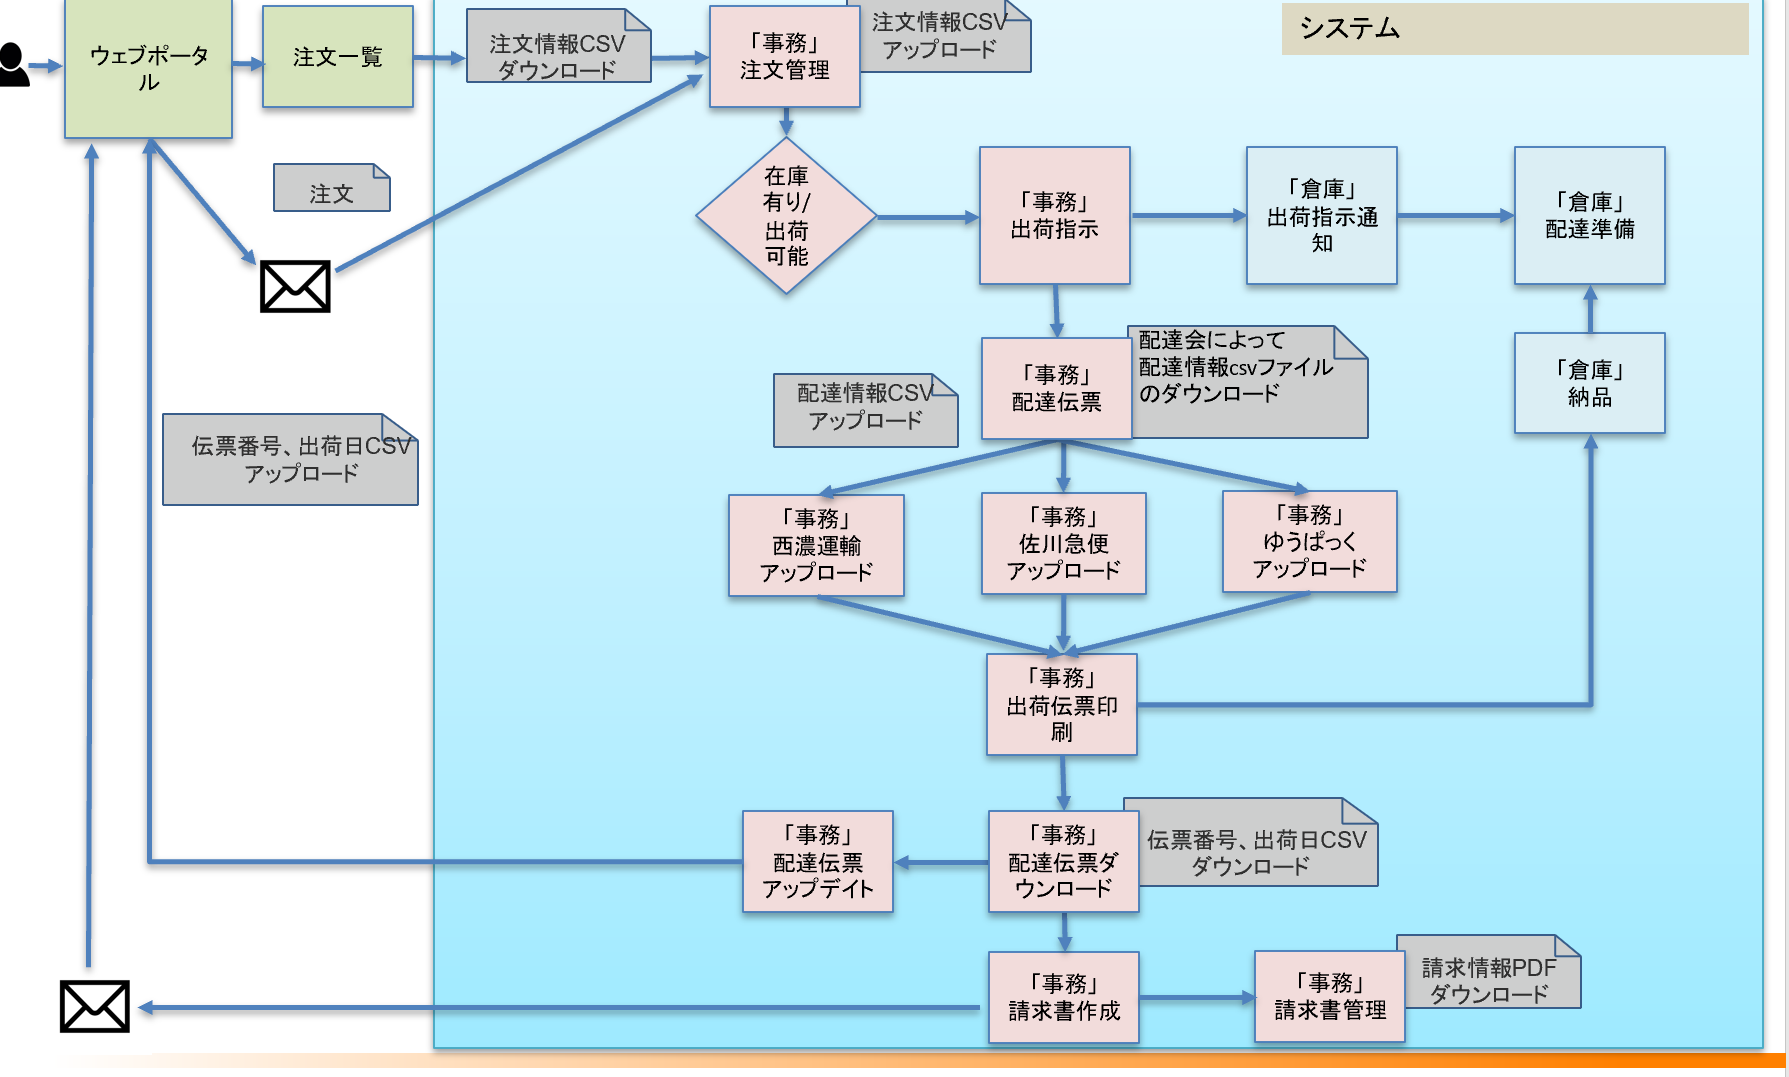 ウェブポータ
ル
注文一覧
注文情報CSV
ダウンロード
「事務」
注文管理
注文情報CSV
アップロード
システム
注文
在庫
有り/
出荷
可能
「事務」
出荷指示
「倉庫」
出荷指示通
知
「倉庫」
配達準備
「事務」
配達伝票
配達会によって
配達情報csvファイル
のダウンロード
配達情報CSV
アップロード
「倉庫」
納品
伝票番号、出荷日CSV
アップロード
「事務」
西濃運輸
アップロード
「事務」
佐川急便
アップロード
「事務」
ゆうぱっく
アップロード
「事務」
出荷伝票印
刷
「事務」
配達伝票
アップデイト
「事務」
配達伝票ダ
ウンロード
伝票番号、出荷日CSV
ダウンロード
「事務」
請求書作成
「事務」
請求書管理
請求情報PDF
ダウンロード